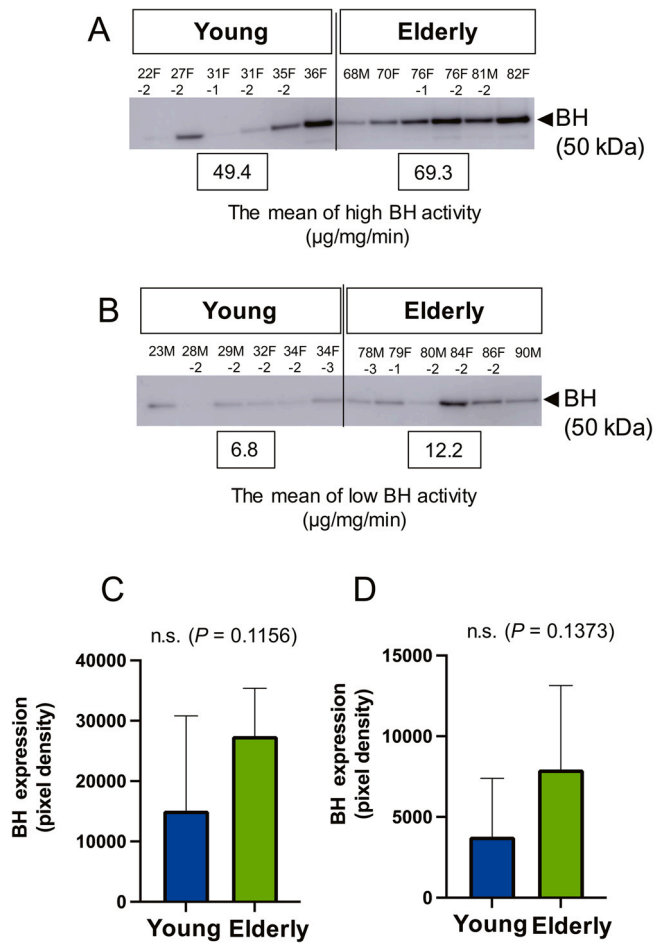 A
Young Elderly
22F 27F 31F 31F 35F 36F 68M 70F 76F 76F 81M 82F
-2 -2 -1 -2 -2 -1 -2 -2
◀BH
(50 kDa)
49.4 69.3
The mean of high BH activity
(µg/mg/min)
B
Young Elderly
23M 28M 29M 32F 34F 34F 78M 79F 80M 84F 86F 90M
-2 -2 -2 -2 -3 -3 -1 -2 -2 -2
◀BH
(50 kDa)
6.8 12.2
The mean of low BH activity
(µg/mg/min)
C
n.s. (P = 0.1156)
BH expression
(pixel density)
40000
30000
20000
10000
0
Young Elderly
D
n.s. (P = 0.1373)
BH expression
(pixel density)
15000
10000
5000
0
Young Elderly